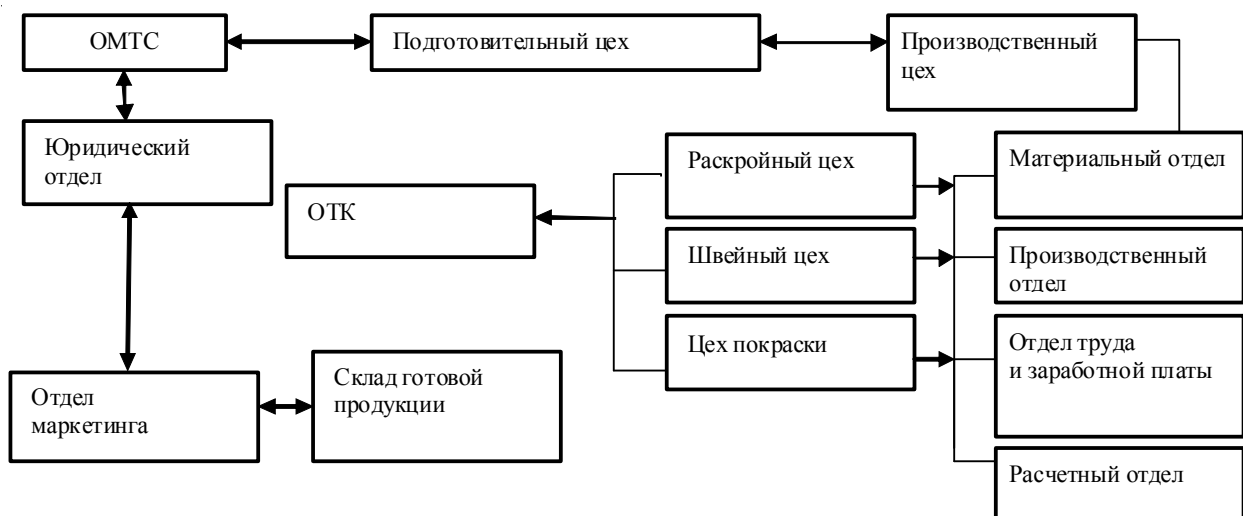 ОМТС
Подготовительный цех
Производственный
цех
Юридический
отдел
Раскройный цех
Материальный отдел
ОТК
Швейный цех
Производственный
отдел
Цех покраски
Отдел труда
и заработной платы
Отдел
маркетинга
Склад готовой
продукции
Расчетный отдел